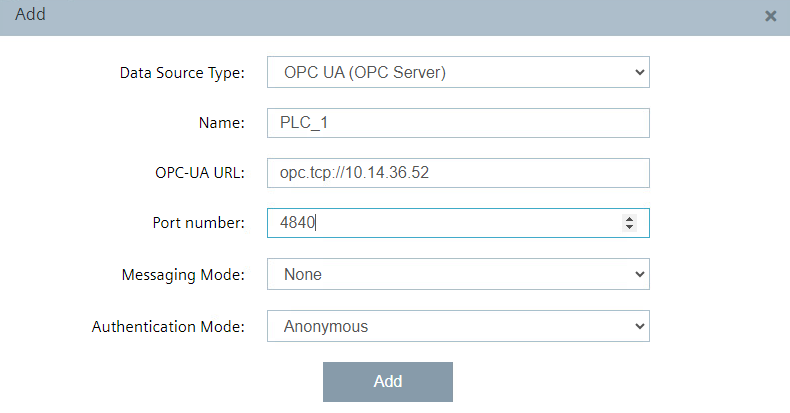 Add
Data Source Type: OPC UA (OPC Server)
Name: PLC_1
OPC-UA URL: opc.tcp://10.14.36.52
Port number: 4840
Messaging Mode: None
Authentication Mode: Anonymous
Add